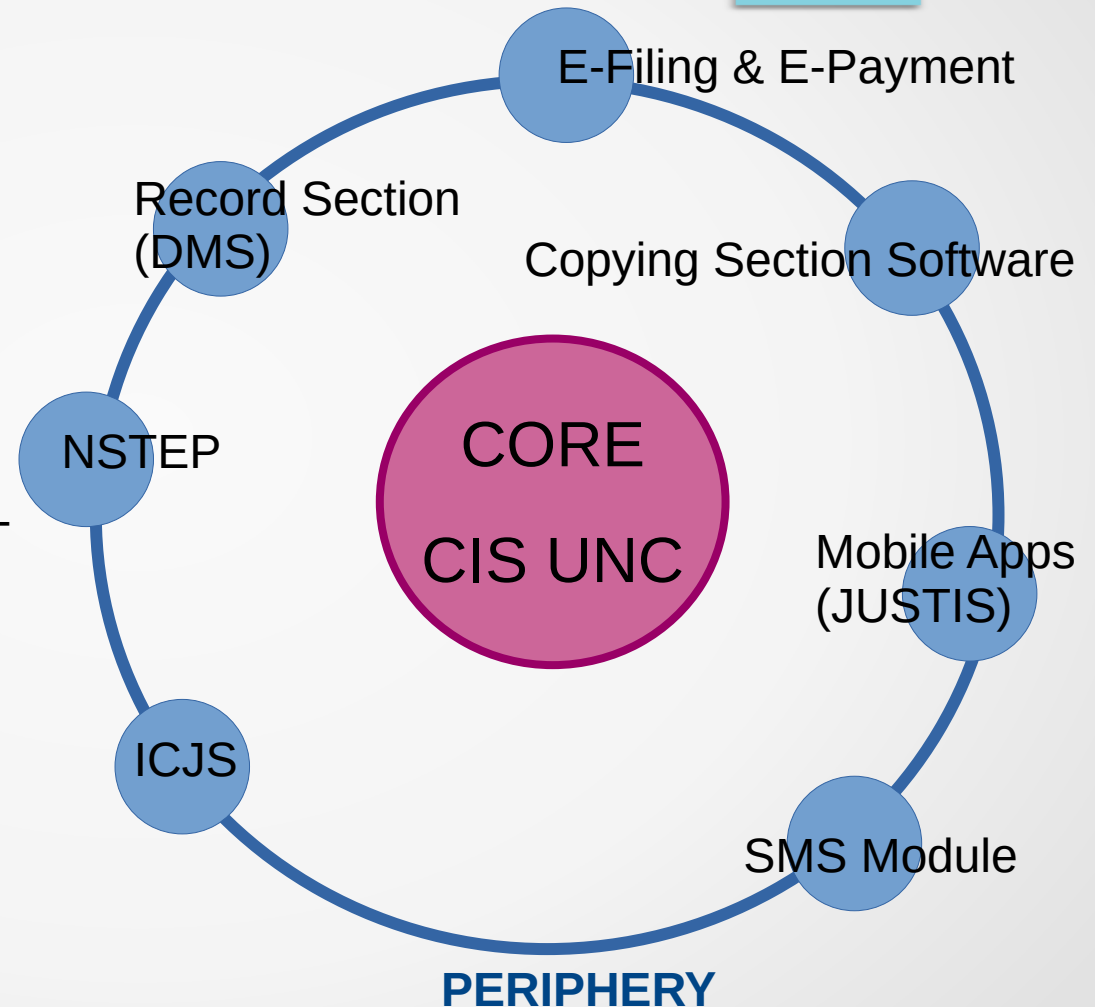 E-Filing & E-Payment
Record Section
(DMS)
Copying Section Software
CORE
NSTEP
CIS UNC
Mobile Apps
(JUSTIS)
ICJS
SMS Module
PERIPHERY